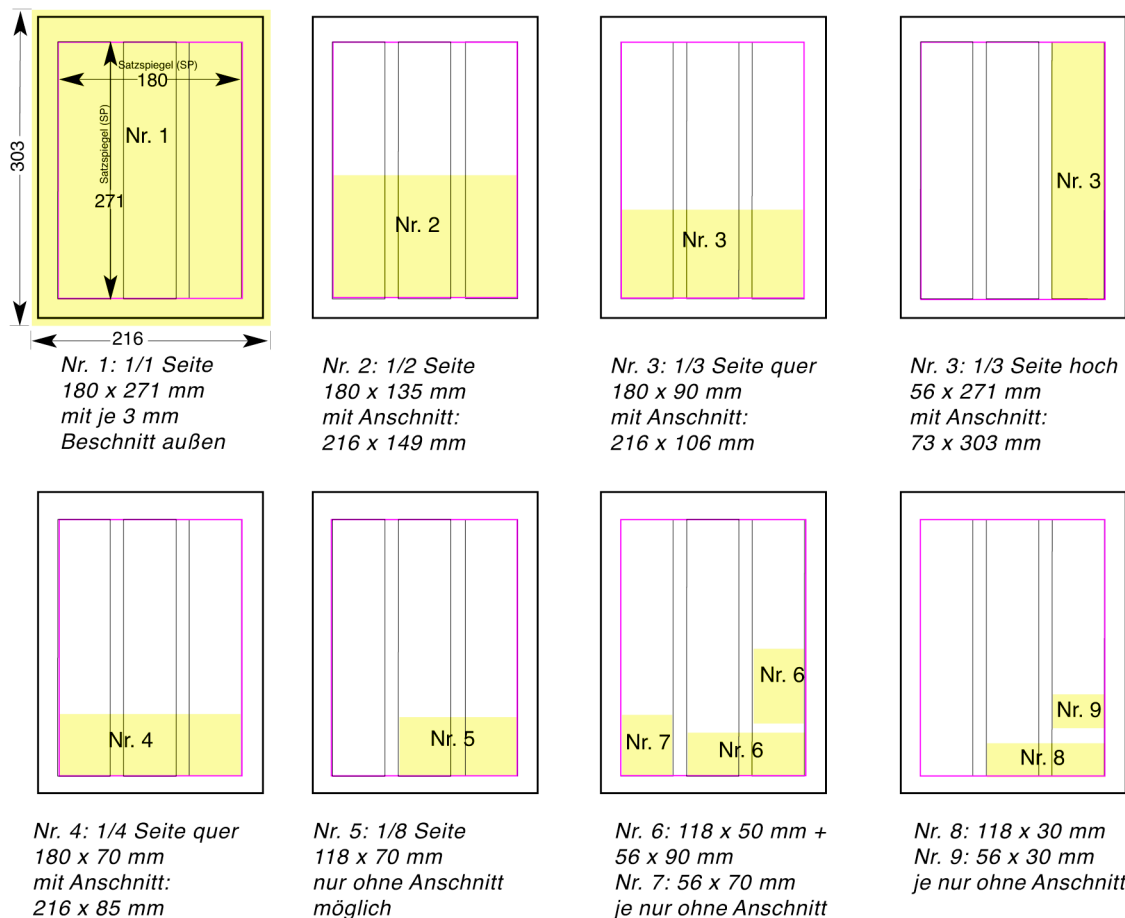 Satzspiegel (SP)
180
Satzspiegel (SP)
Nr. 1
303
271
216
Nr. 2
Nr. 3
Nr. 3
Nr. 1: 1/1 Seite
180 x 271 mm
mit je 3 mm
Beschnitt außen
Nr. 2: 1/2 Seite
180 x 135 mm
mit Anschnitt:
216 x 149 mm
Nr. 3: 1/3 Seite quer
180 x 90 mm
mit Anschnitt:
216 x 106 mm
Nr. 3: 1/3 Seite hoch
56 x 271 mm
mit Anschnitt:
73 x 303 mm
Nr. 4
Nr. 5
Nr. 6
Nr. 7
Nr. 6
Nr. 9
Nr. 8
Nr. 4: 1/4 Seite quer
180 x 70 mm
mit Anschnitt:
216 x 85 mm
Nr. 5: 1/8 Seite
118 x 70 mm
nur ohne Anschnitt
möglich
Nr. 6: 118 x 50 mm +
56 x 90 mm
Nr. 7: 56 x 70 mm
je nur ohne Anschnitt
Nr. 8: 118 x 30 mm
Nr. 9: 56 x 30 mm
je nur ohne Anschnitt